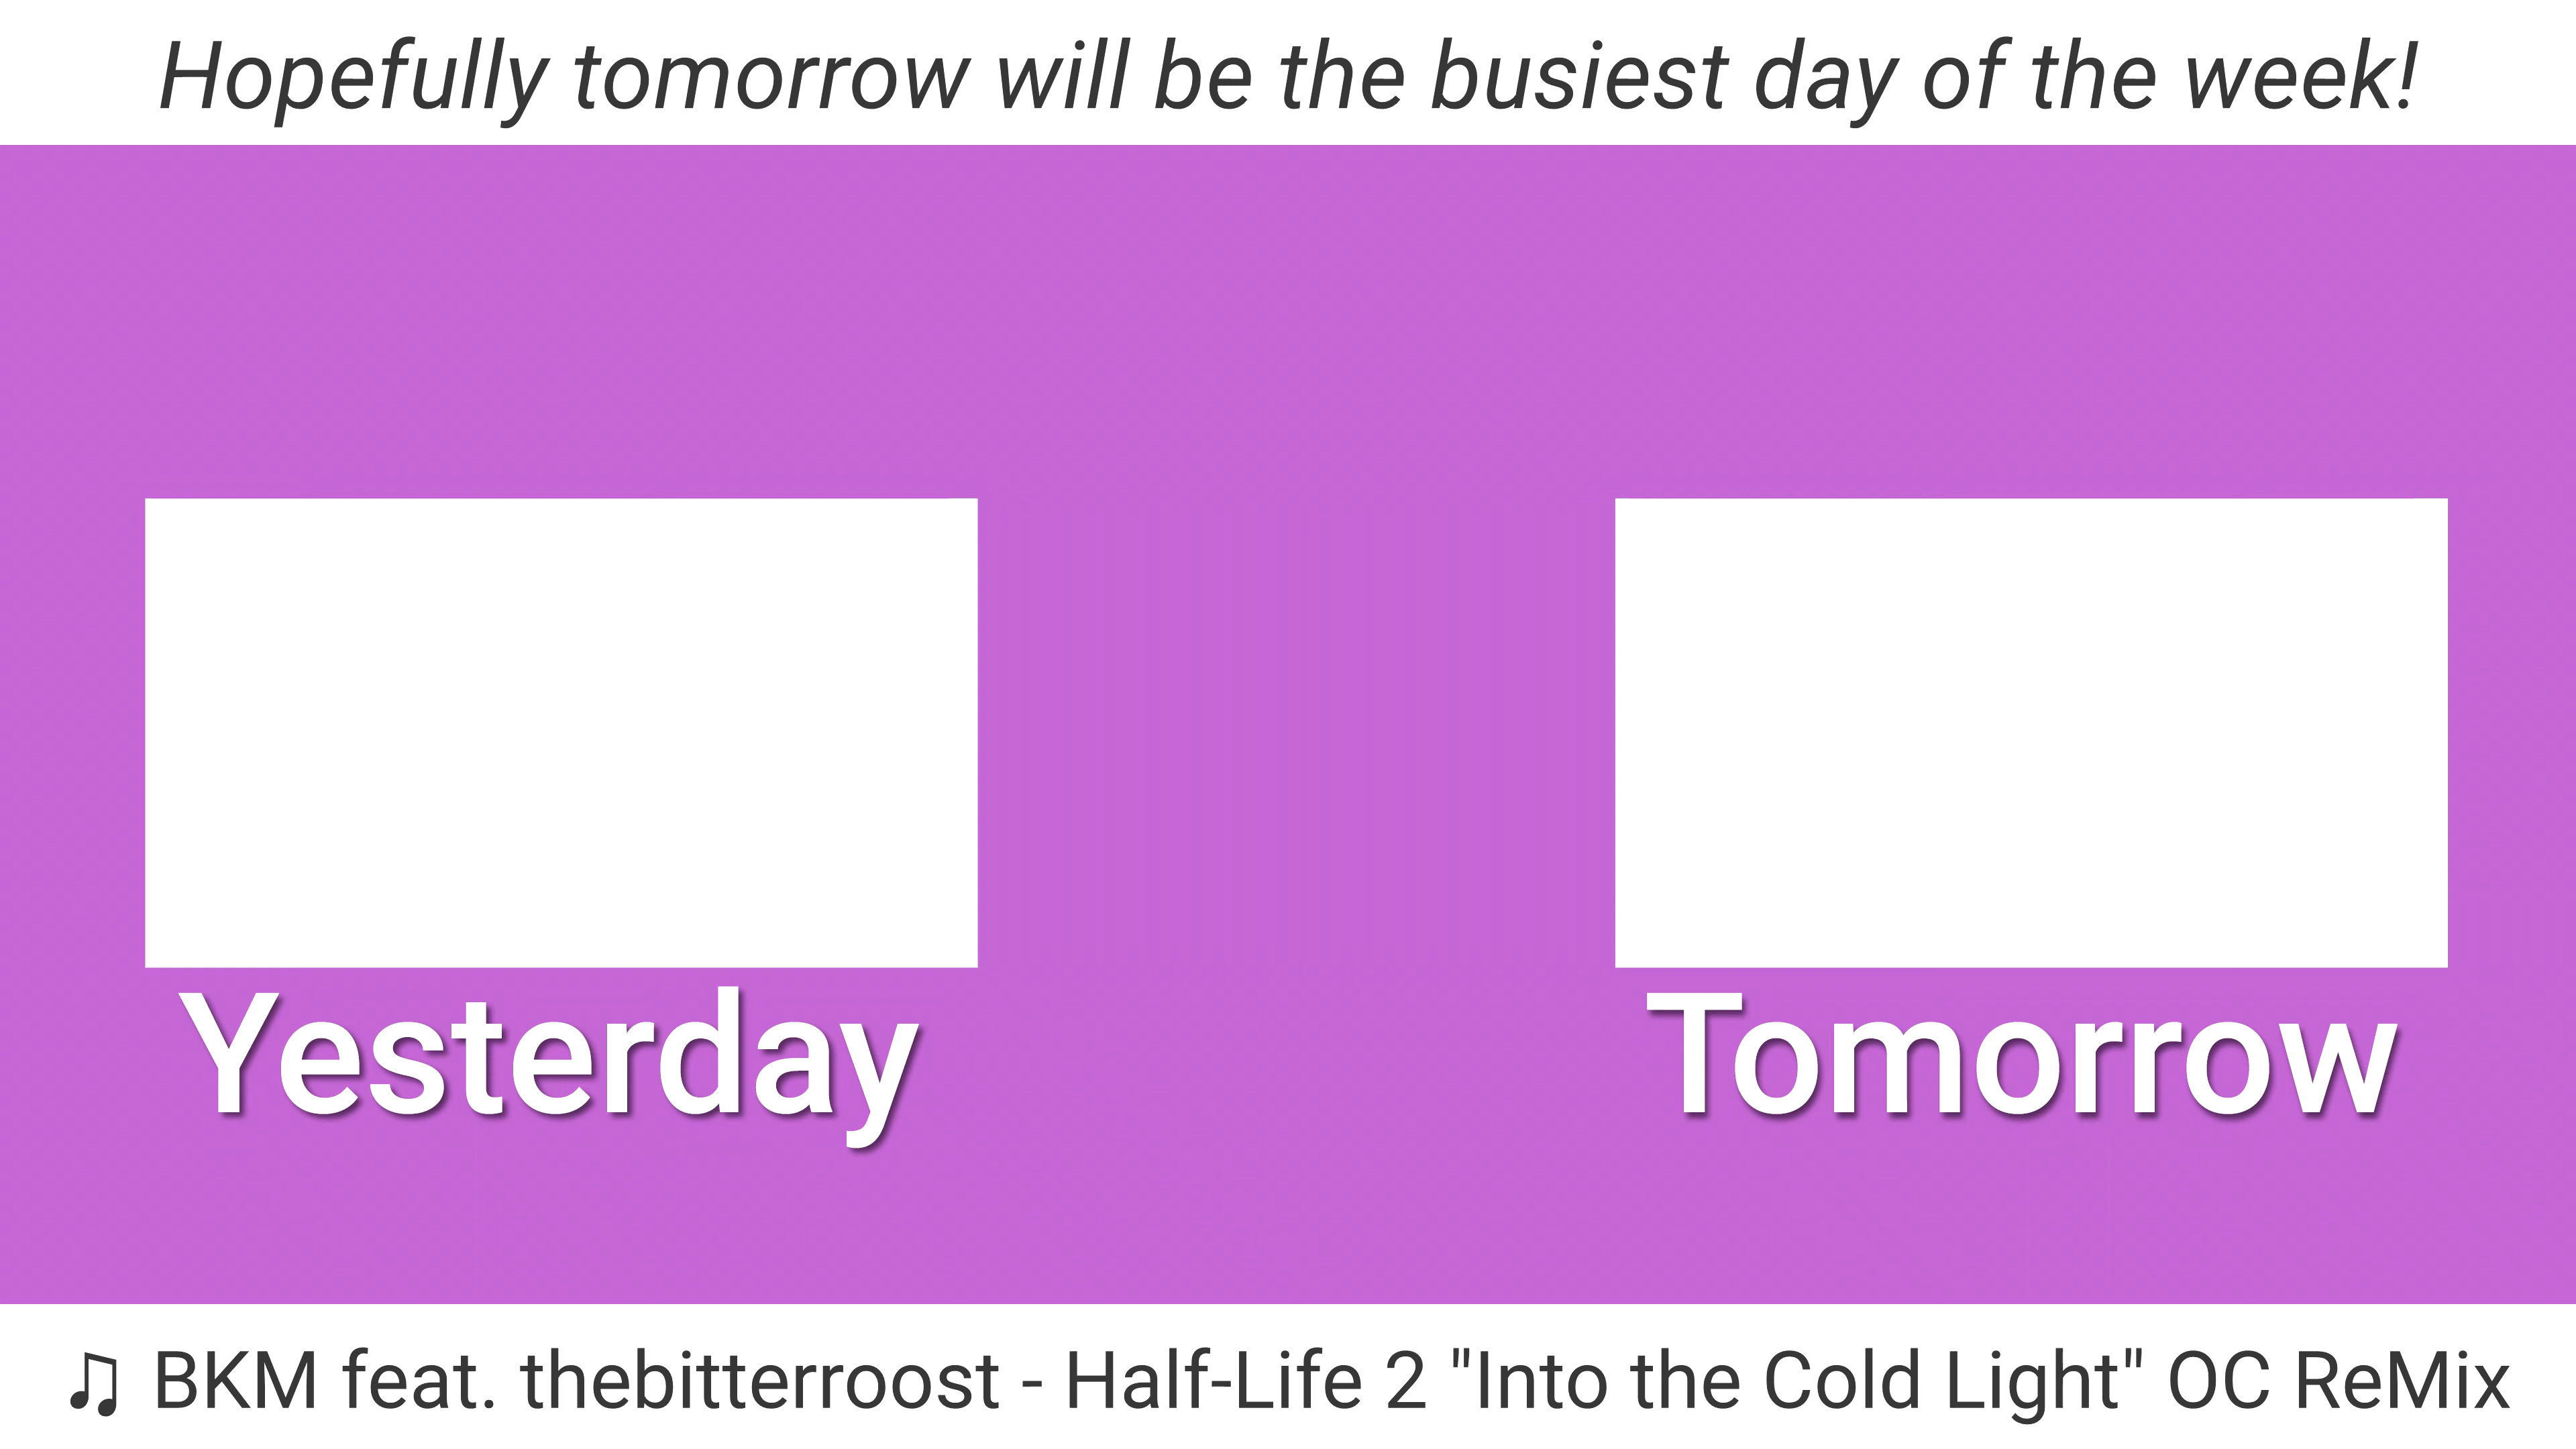 Hopefully tomorrow will be the busiest day of the week!
Yesterday
Tomorrow
♫ BKM feat. thebitterroost - Half-Life 2 "Into the Cold Light" OC ReMix